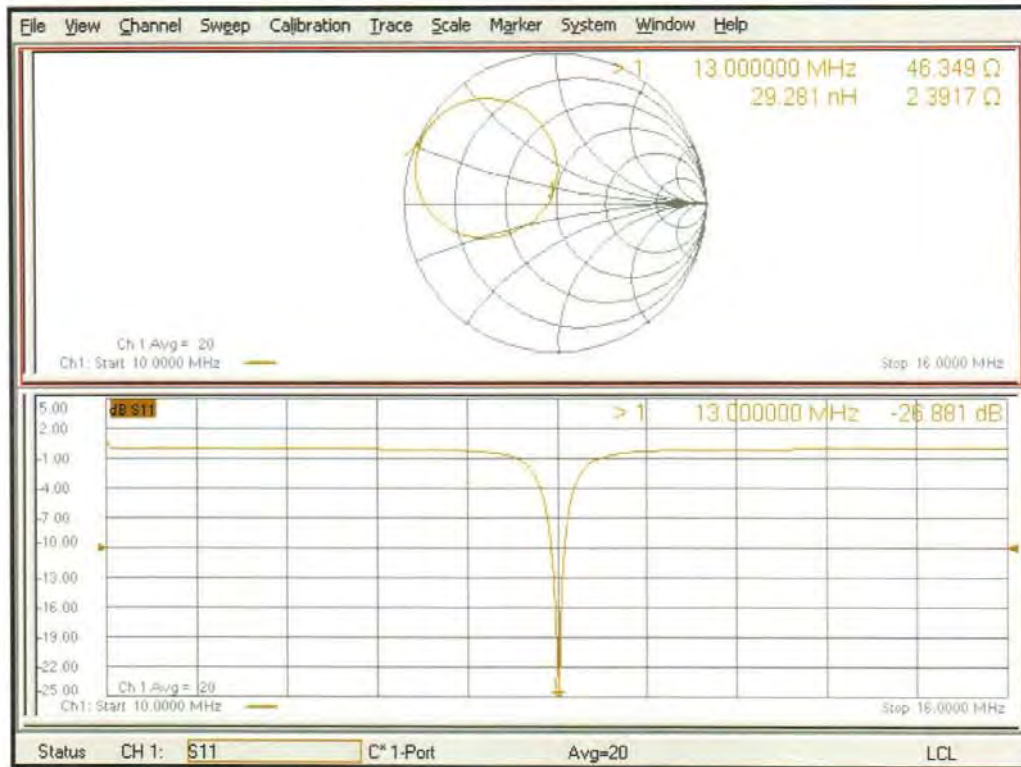 File View Channel Sweep Calibration Trace Scale Marker System Window Help
> 1 13.000000 MHz 46.349 Ω
29.281 nH 2.3917 Ω
Ch 1 Avg = 20
Ch1: Start 10.0000 MHz
Stop 16.0000 MHz
5.00
dB S11
> 1 13.000000 MHz -26.881 dB
2.00
-1.00
-4.00
-7.00
-10.00
-13.00
-16.00
-19.00
-22.00
-25.00
Ch 1 Avg = 20
Ch1: Start 10.0000 MHz
Stop 16.0000 MHz
Status CH 1: S11 C* 1-Port Avg=20 LCL